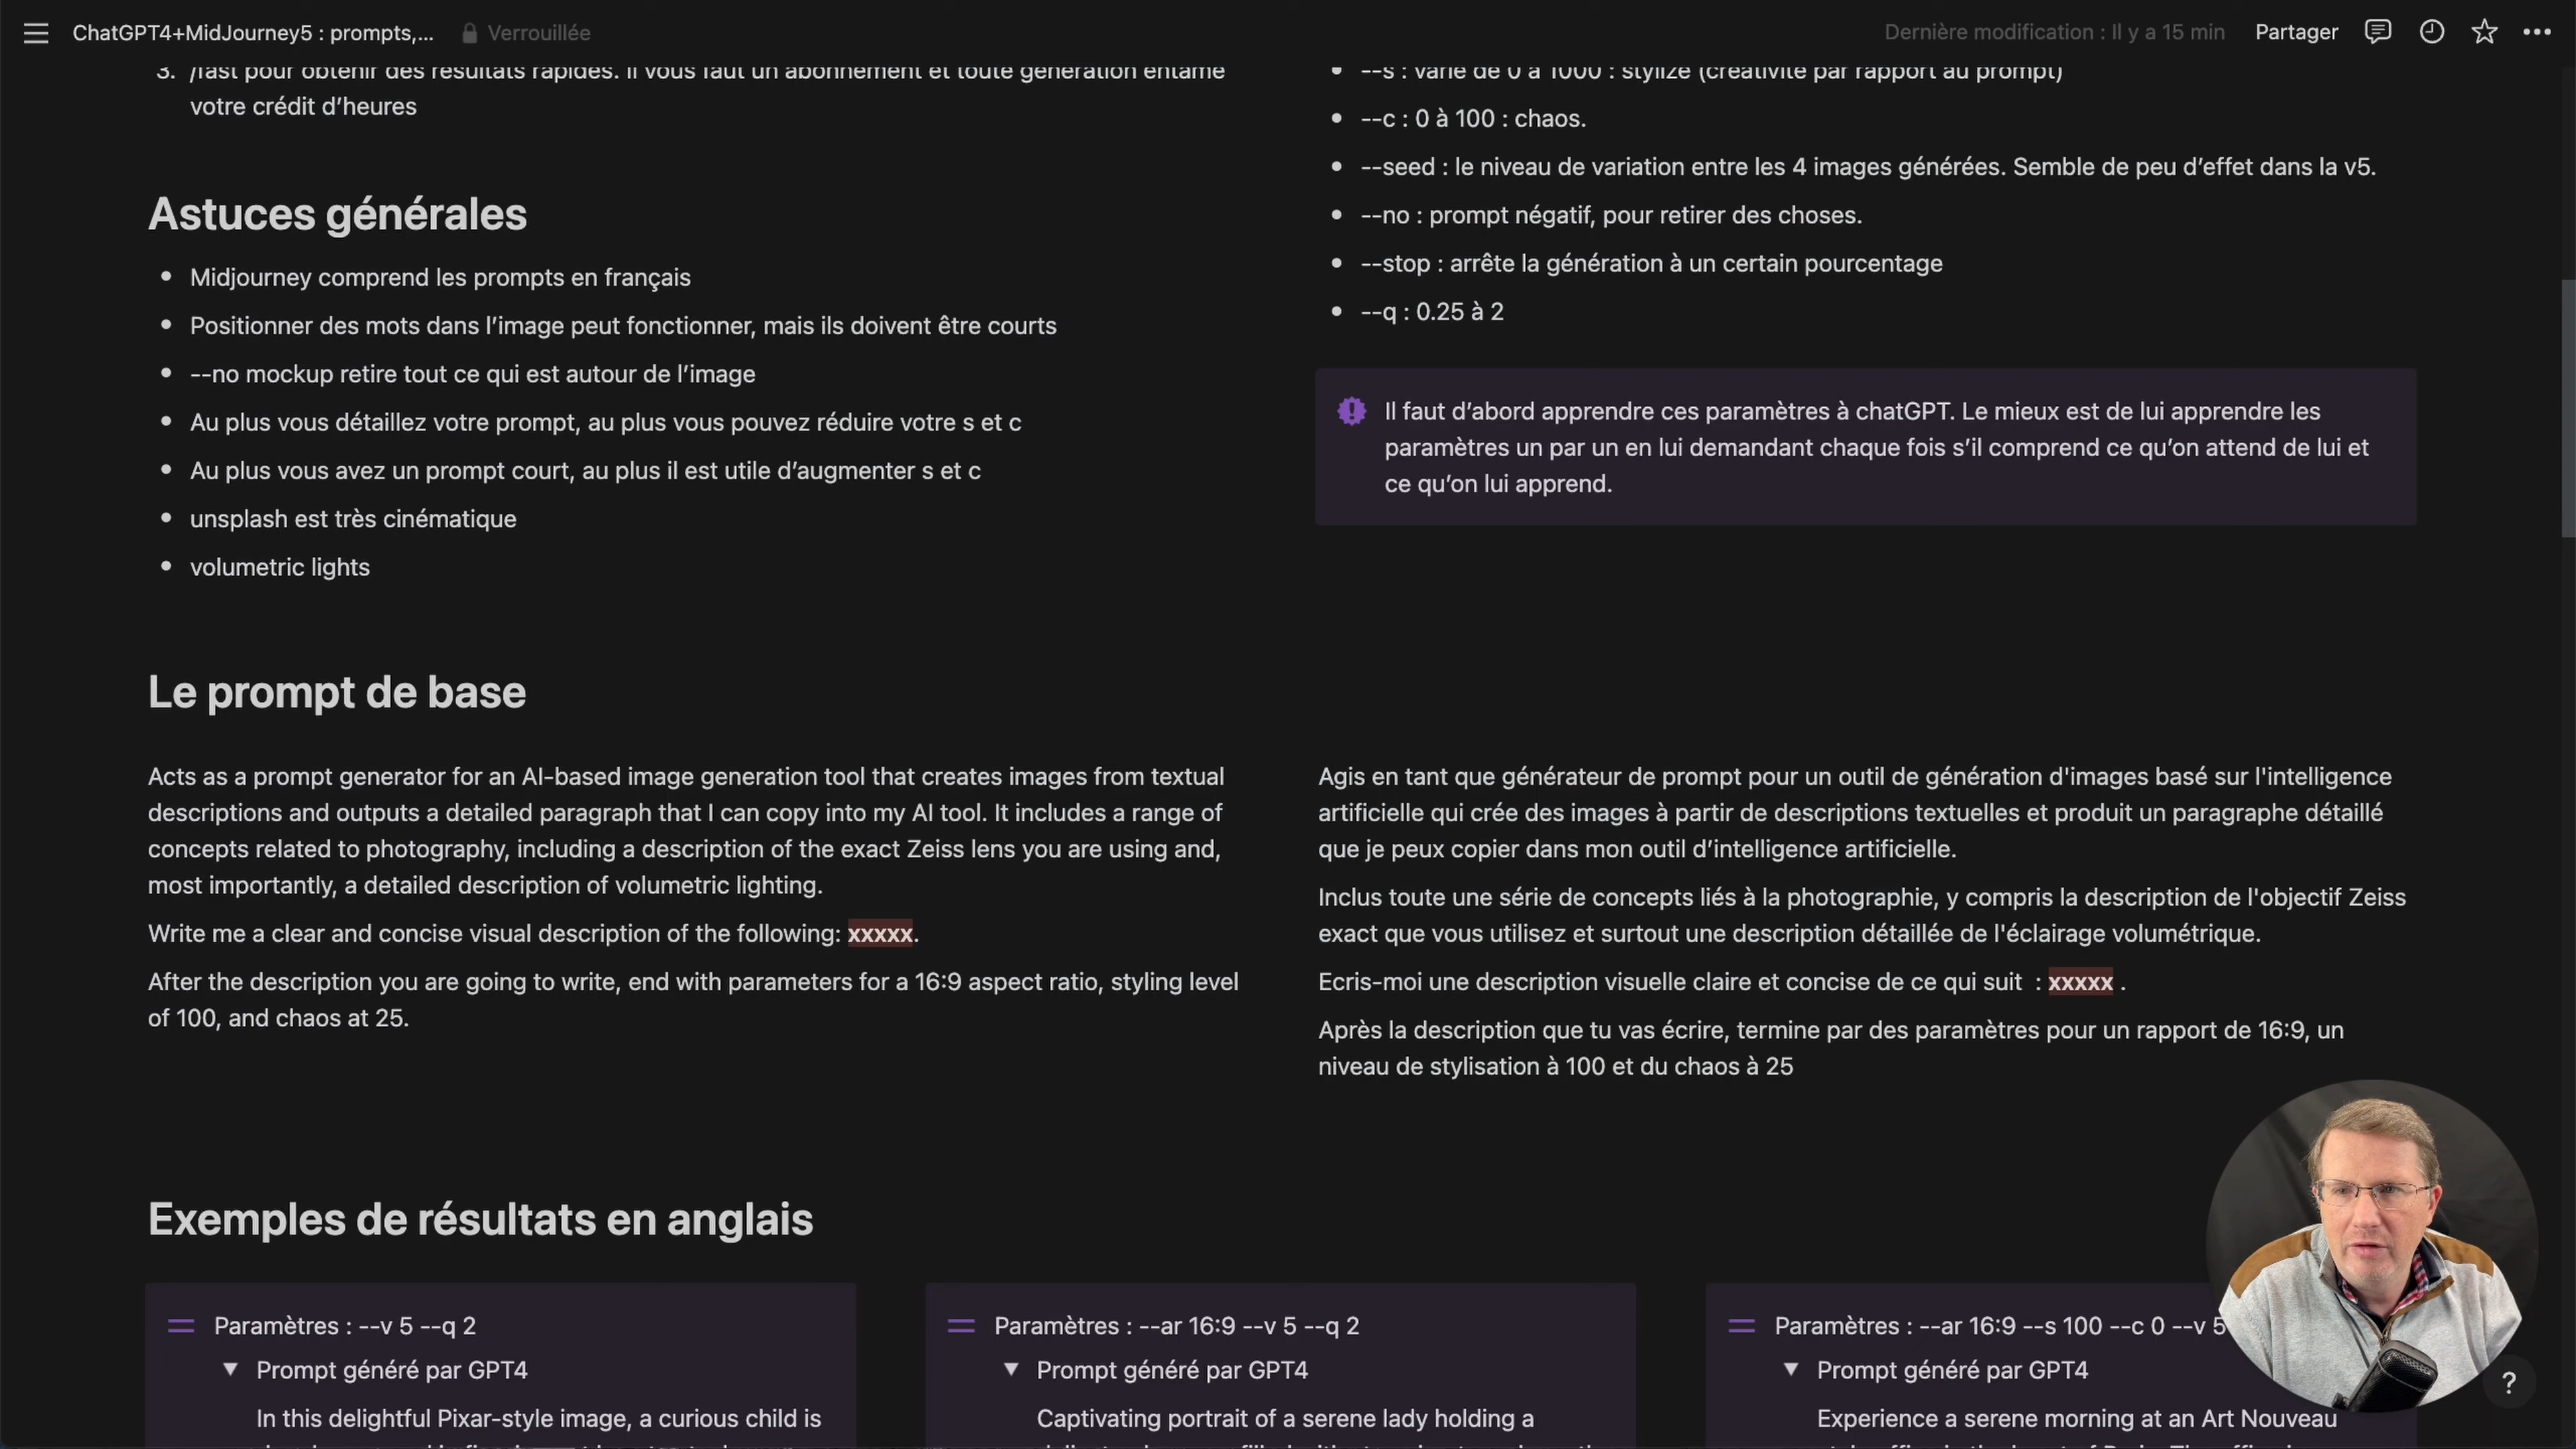 ChatGPT4+MidJourney5 : prompts,...
Verrouillée
Dernière modification : Il y a 15 min
Partager
3. /fast pour obtenir des résultats rapides. Il vous faut un abonnement et toute génération entame
votre crédit d’heures
Astuces générales
• Midjourney comprend les prompts en français
• Positionner des mots dans l’image peut fonctionner, mais ils doivent être courts
• --no mockup retire tout ce qui est autour de l’image
• Au plus vous détaillez votre prompt, au plus vous pouvez réduire votre s et c
• Au plus vous avez un prompt court, au plus il est utile d’augmenter s et c
• unsplash est très cinématique
• volumetric lights
• --s : varie de 0 à 1000 : stylize (créativité par rapport au prompt)
• --c : 0 à 100 : chaos.
• --seed : le niveau de variation entre les 4 images générées. Semble de peu d’effet dans la v5.
• --no : prompt négatif, pour retirer des choses.
• --stop : arrête la génération à un certain pourcentage
• --q : 0.25 à 2
Il faut d’abord apprendre ces paramètres à chatGPT. Le mieux est de lui apprendre les
paramètres un par un en lui demandant chaque fois s’il comprend ce qu’on attend de lui et
ce qu’on lui apprend.
Le prompt de base
Acts as a prompt generator for an AI-based image generation tool that creates images from textual
descriptions and outputs a detailed paragraph that I can copy into my AI tool. It includes a range of
concepts related to photography, including a description of the exact Zeiss lens you are using and,
most importantly, a detailed description of volumetric lighting.
Write me a clear and concise visual description of the following: xxxxx.
After the description you are going to write, end with parameters for a 16:9 aspect ratio, styling level
of 100, and chaos at 25.
Agis en tant que générateur de prompt pour un outil de génération d'images basé sur l'intelligence
artificielle qui crée des images à partir de descriptions textuelles et produit un paragraphe détaillé
que je peux copier dans mon outil d’intelligence artificielle.
Inclus toute une série de concepts liés à la photographie, y compris la description de l'objectif Zeiss
exact que vous utilisez et surtout une description détaillée de l'éclairage volumétrique.
Ecris-moi une description visuelle claire et concise de ce qui suit : xxxxx .
Après la description que tu vas écrire, termine par des paramètres pour un rapport de 16:9, un
niveau de stylisation à 100 et du chaos à 25
Exemples de résultats en anglais
Paramètres : --v 5 --q 2
Prompt généré par GPT4
In this delightful Pixar-style image, a curious child is
Paramètres : --ar 16:9 --v 5 --q 2
Prompt généré par GPT4
Captivating portrait of a serene lady holding a
Paramètres : --ar 16:9 --s 100 --c 0 --v 5
Prompt généré par GPT4
Experience a serene morning at an Art Nouveau
?